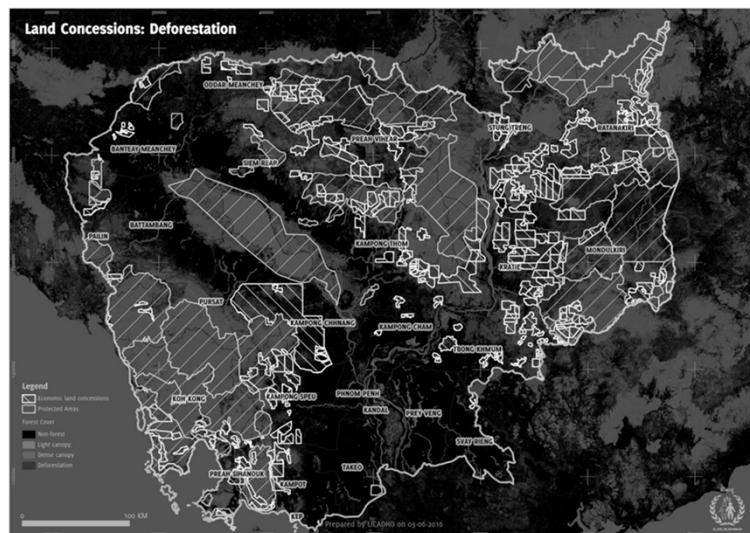 Land Concessions: Deforestation
ODDAR MEANCHEY
STUNG TRENG
RATANAKIRI
PREAH VIHEAR
BANTEAY MEANCHEY
SIEM REAP
BATTAMBANG
PAILIN
KAMPONG THOM
MONDULKIRI
KRATIE
PURSAT
KAMPONG CHHNANG
KAMPONG CHAM
TBONG KHMUM
Legend
Economic land concessions
Protected Areas
Forest Cover
Non-forest
Light canopy
Dense canopy
Deforestation
KOH KONG
KAMPONG SPEU
PHNOM PENH
KANDAL
PREY VENG
SVAY RIENG
PREAH SIHANOUK
TAKEO
KAMPOT
KEP
0
100 KM
Prepared by LICADHO on 03-06-2016
LICADHO